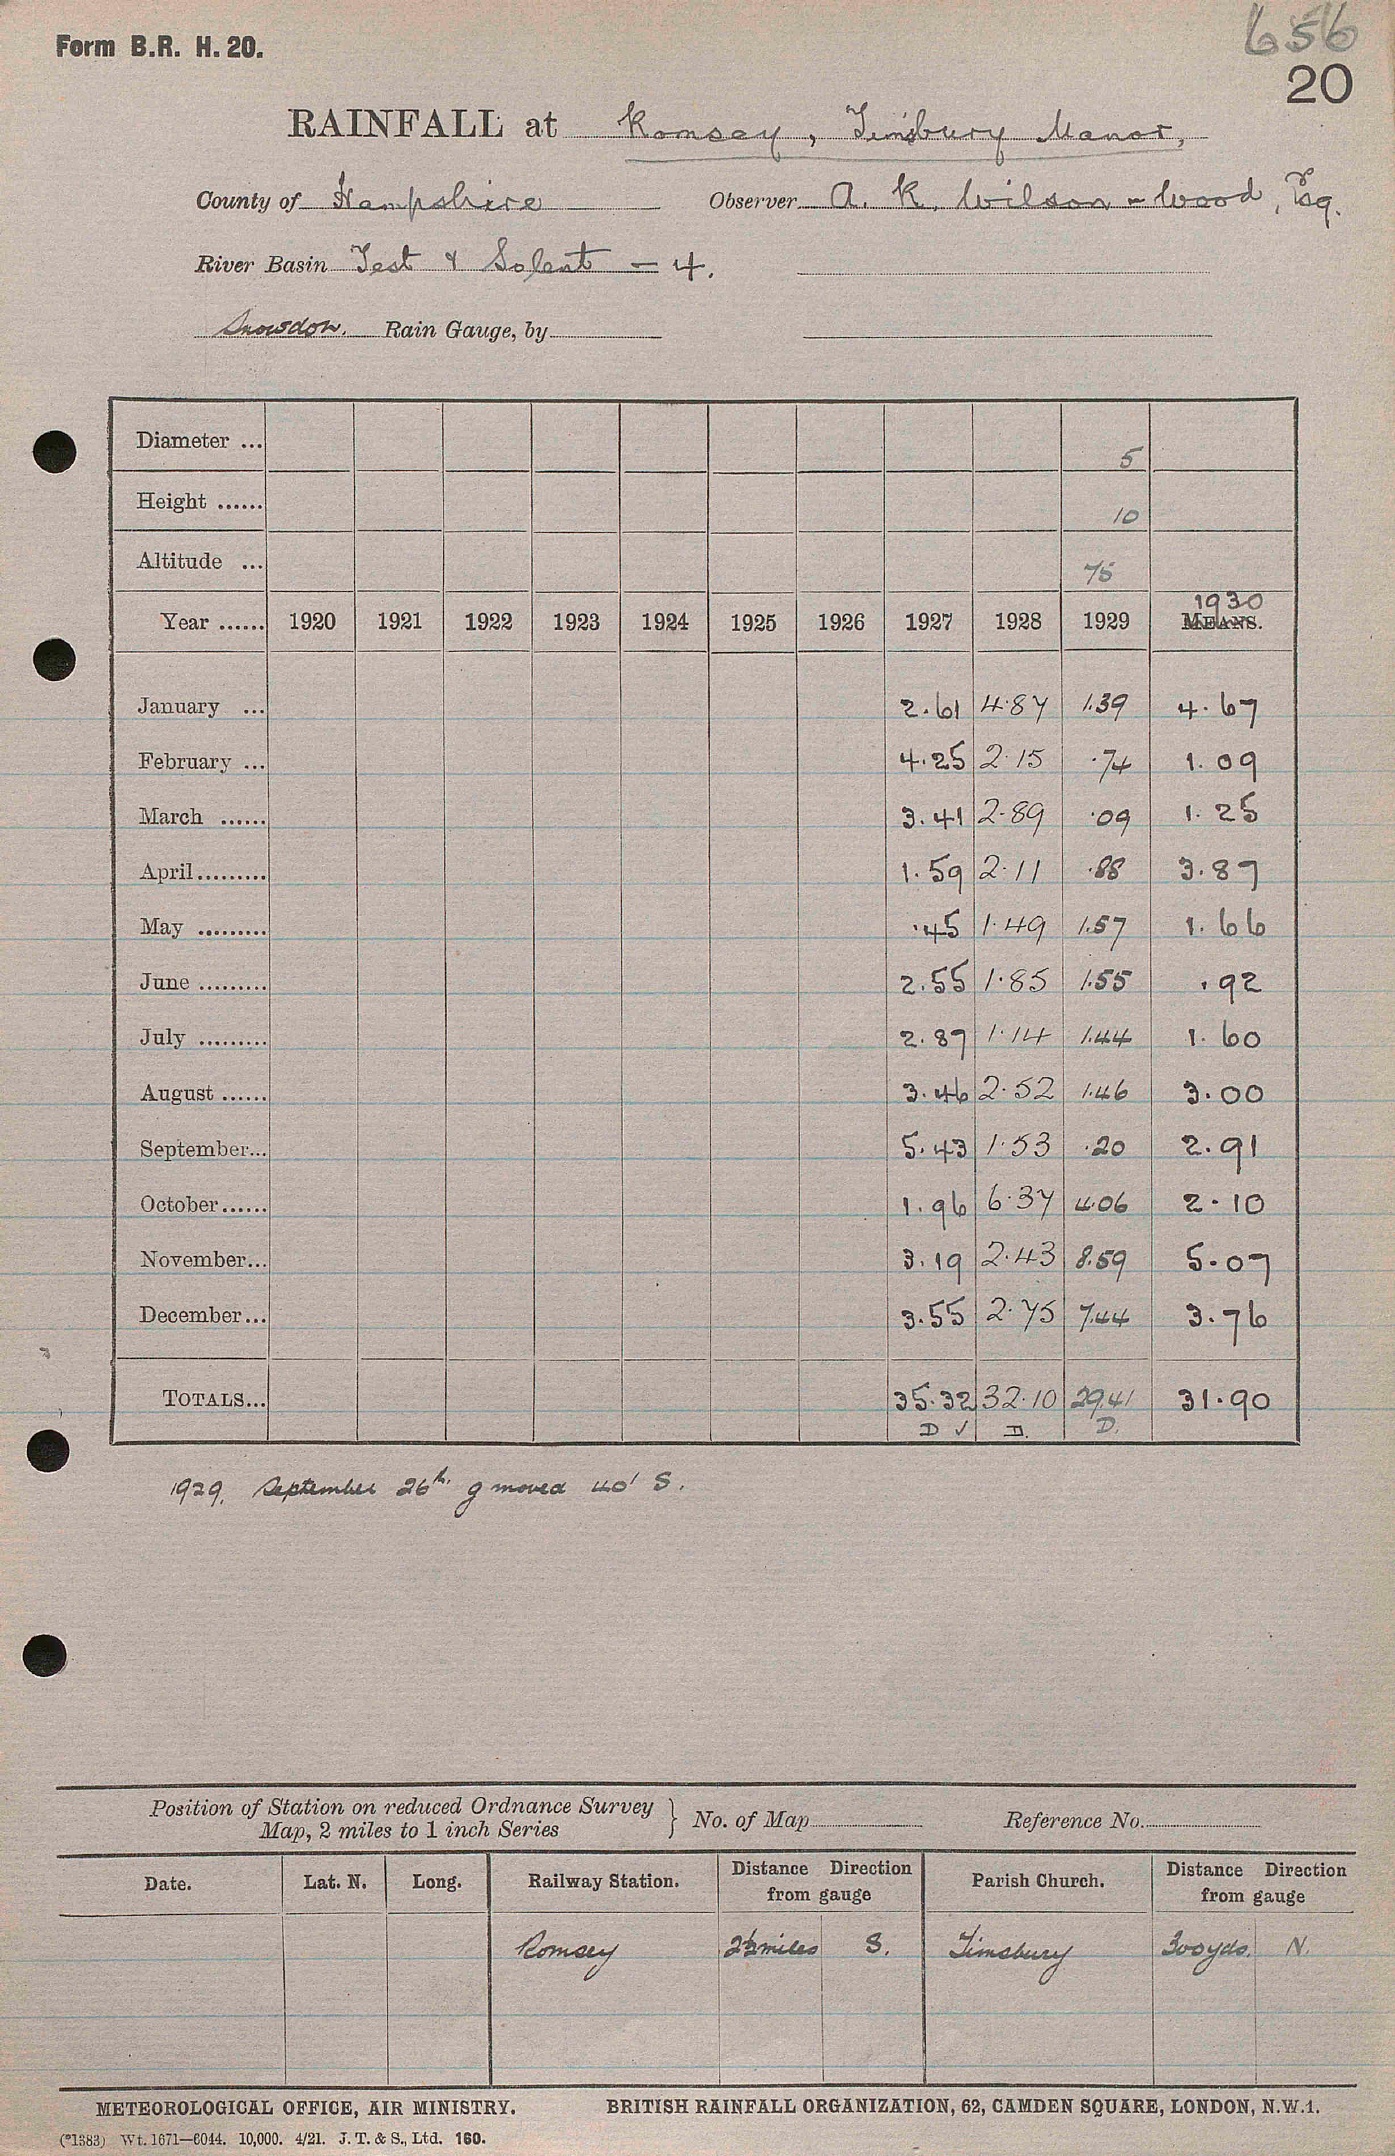 Form B.R. H. 20.
656
20
RAINFALL at Romsey, Timsbury Manor,
County of Hampshire Observer A. K. Wilson-Wood, Esq.
River Basin Test & Solent - 4.
Snowdon. Rain Gauge, by
Diameter ... 5
Height ...... 10
Altitude ... 75
1930
Year ...... 1920 1921 1922 1923 1924 1925 1926 1927 1928 1929 MEANS.
January ... 2.61 4.87 1.39 4.67
February ... 4.25 2.15 .74 1.09
March ...... 3.41 2.89 .09 1.25
April......... 1.59 2.11 .88 3.87
May ......... .45 1.49 1.57 1.66
June ......... 2.55 1.85 1.55 .92
July ......... 2.87 1.14 1.44 1.60
August ...... 3.46 2.52 1.46 3.00
September... 5.43 1.53 .20 2.91
October...... 1.96 6.37 4.06 2.10
November... 3.19 2.43 8.59 5.07
December... 3.55 2.75 7.44 3.76
TOTALS... 35.32 32.10 29.41 31.90
D ✓ D. D.
1929. September 26th. g moved 40' S.
Position of Station on reduced Ordnance Survey
Map, 2 miles to 1 inch Series } No. of Map Reference No.
Date. Lat. N. Long. Railway Station. Distance Direction from gauge Parish Church. Distance Direction from gauge
Romsey 2½ miles S. Timsbury 300 yds. N.
METEOROLOGICAL OFFICE, AIR MINISTRY. BRITISH RAINFALL ORGANIZATION, 62, CAMDEN SQUARE, LONDON, N.W.1.
(*1383) Wt. 1671—6044. 10,000. 4/21. J. T. & S., Ltd. 160.